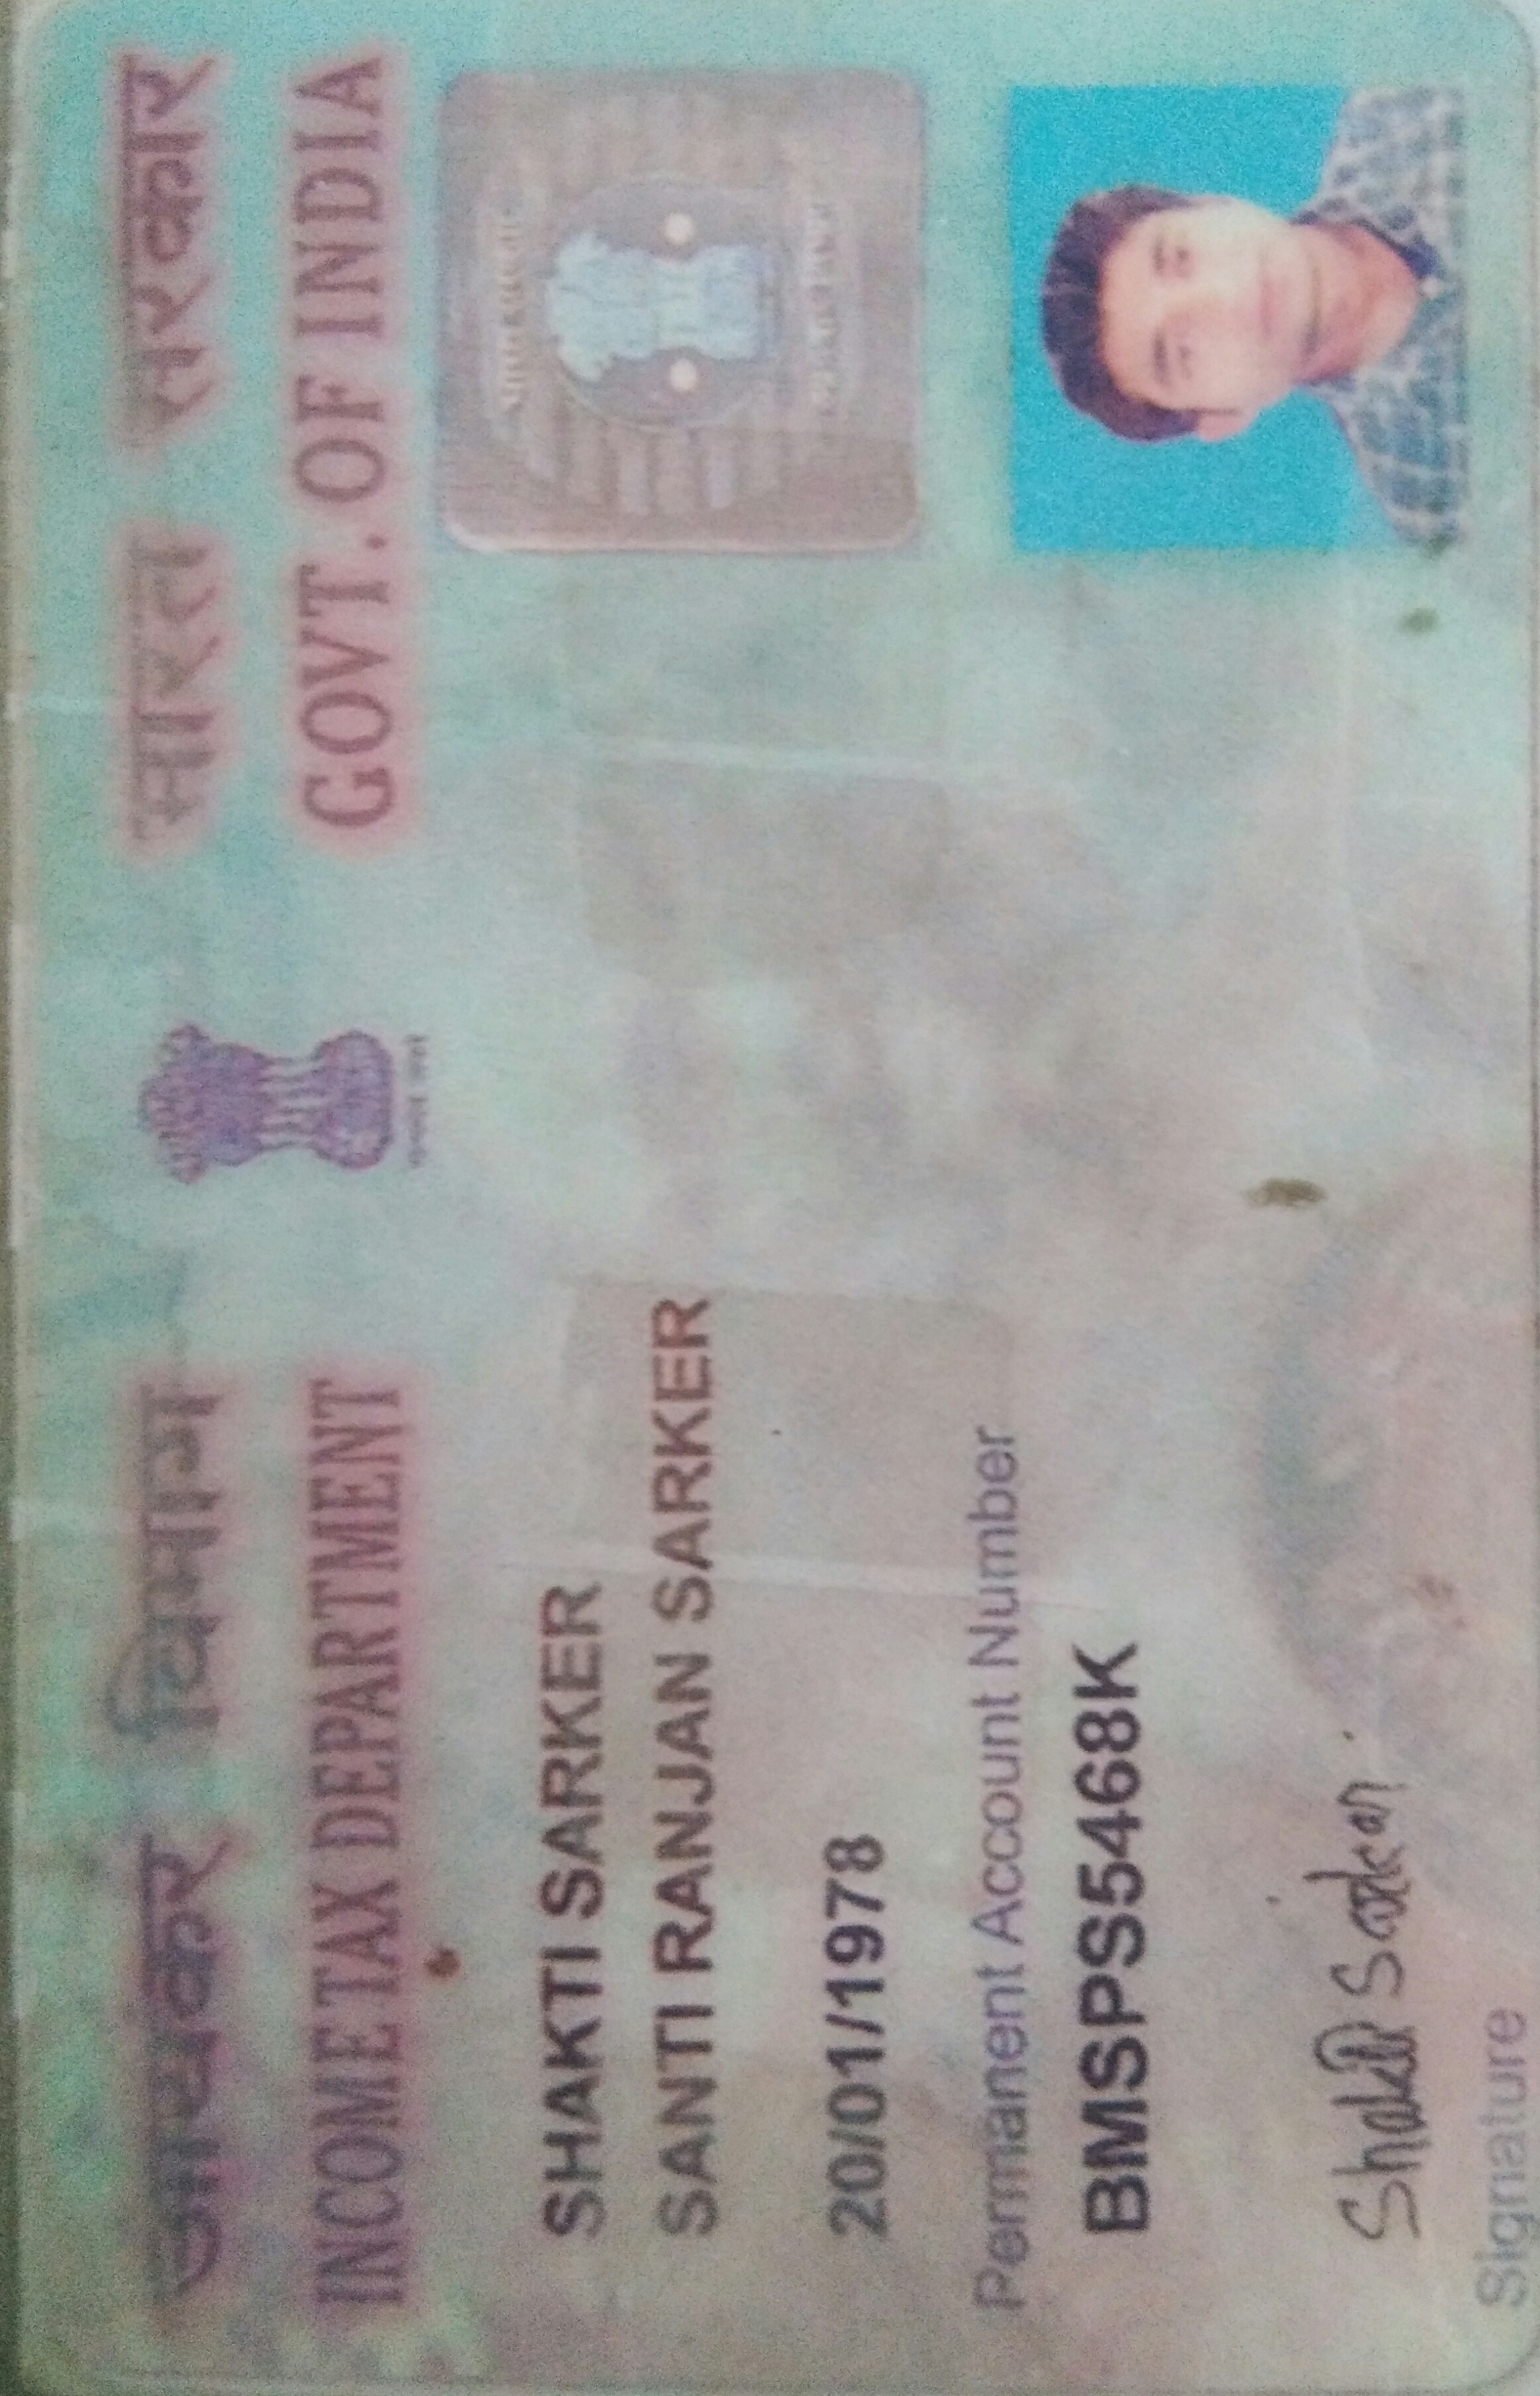 आयकर विभाग
INCOME TAX DEPARTMENT
भारत सरकार
GOVT. OF INDIA
SHAKTI SARKER
SANTI RANJAN SARKER
20/01/1978
Permanent Account Number
BMSPS5468K
Shakti Sarkar.
Signature